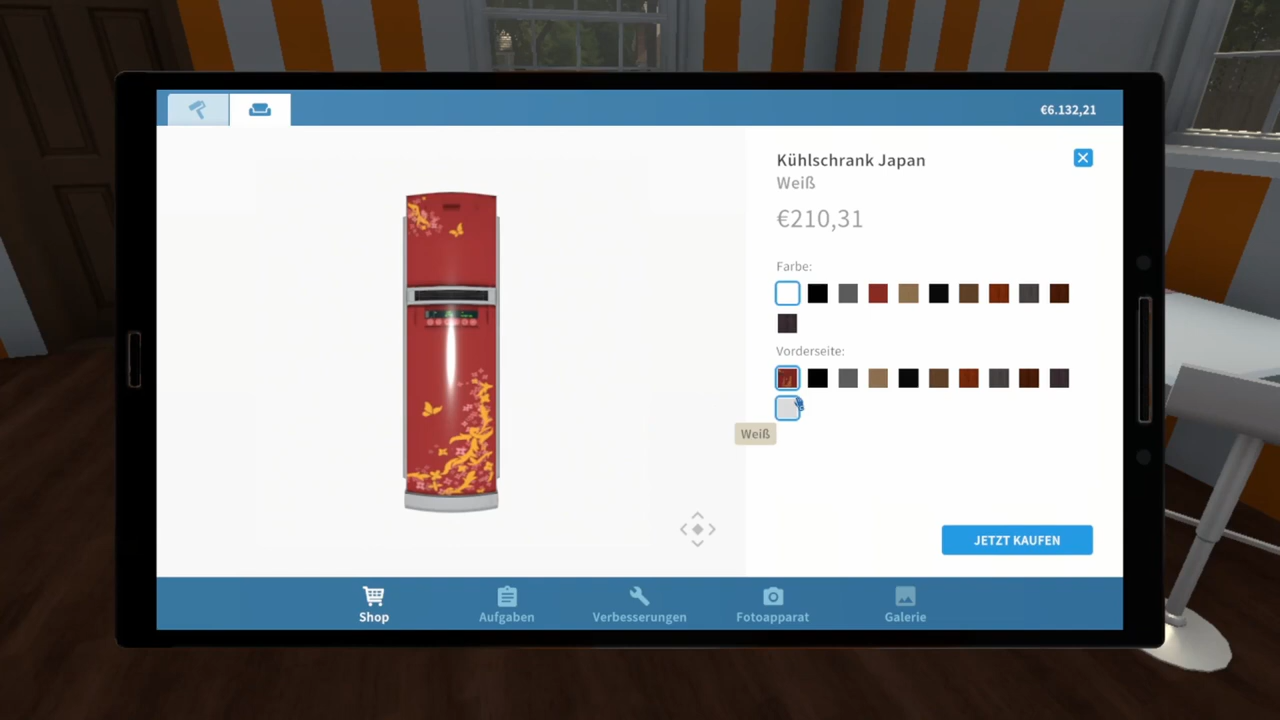 €6.132,21
Kühlschrank Japan
Weiß
€210,31
Farbe:
Vorderseite:
Weiß
JETZT KAUFEN
Shop
Aufgaben
Verbesserungen
Fotoapparat
Galerie